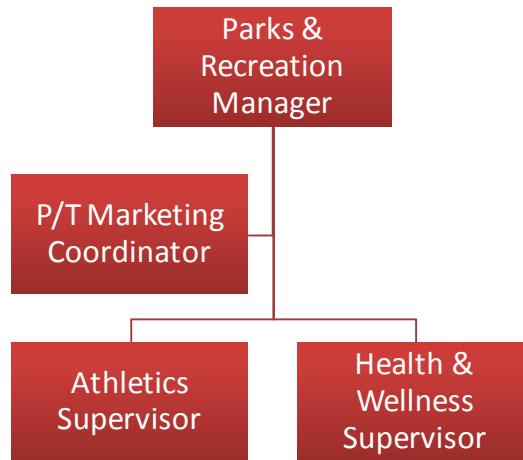 Parks &
Recreation
Manager
P/T Marketing
Coordinator
Athletics
Supervisor
Health &
Wellness
Supervisor